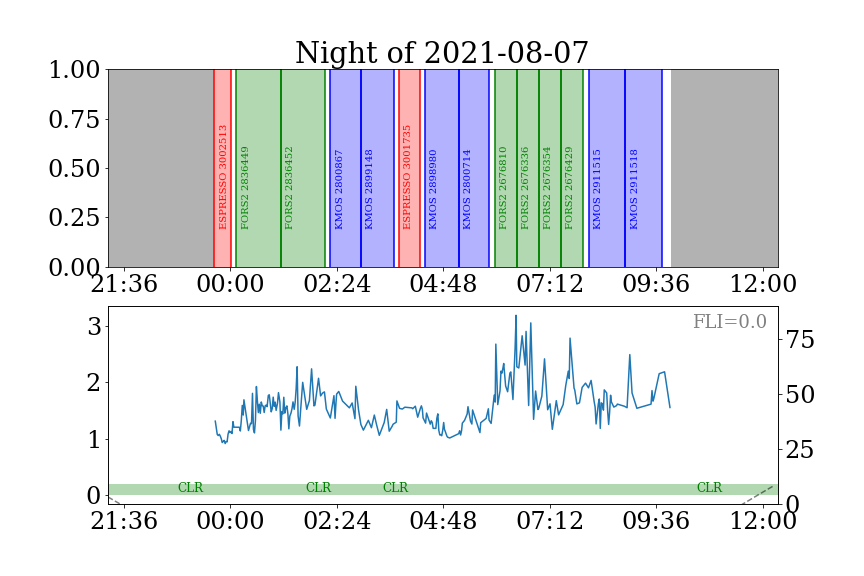 Night of 2021-08-07
1.00
0.75
0.50
0.25
0.00
ESPRESSO 3002513
FORS2 2836449
FORS2 2836452
KMOS 2800867
KMOS 2899148
ESPRESSO 3001735
KMOS 2898980
KMOS 2800714
FORS2 2676810
FORS2 2676336
FORS2 2676354
FORS2 2676429
KMOS 2911515
KMOS 2911518
21:36 00:00 02:24 04:48 07:12 09:36 12:00
FLI=0.0
3
2
1
0
75
50
25
0
CLR CLR CLR CLR
21:36 00:00 02:24 04:48 07:12 09:36 12:00